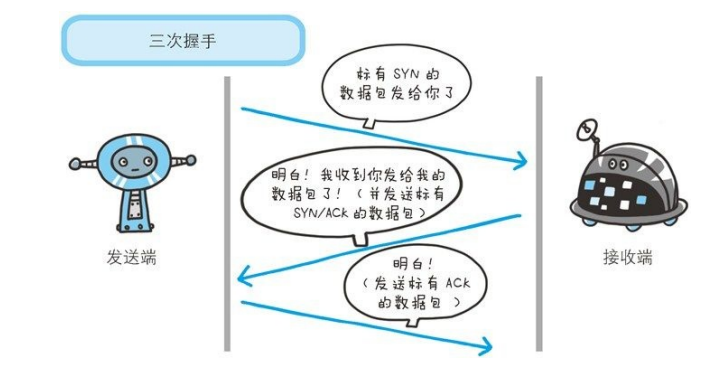 三次握手
标有 SYN 的
数据包发给你了
明白！我收到你发给我的
数据包了！（并发送标有
SYN/ACK 的数据包）
发送端
接收端
明白！
（发送标有 ACK
的数据包 ）